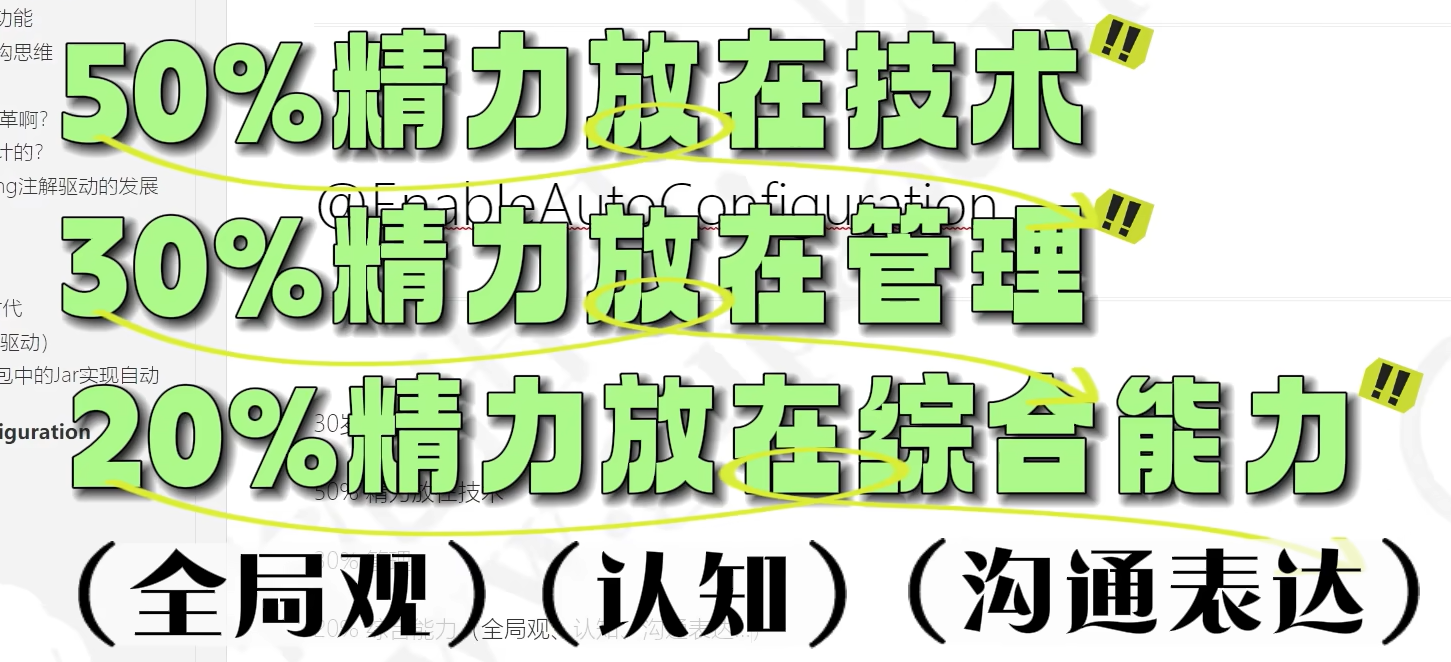 功能
构思维
50%精力放在技术
!!
革啊?
计的?
ng注解驱动的发展
@EnableAutoConfiguration
30%精力放在管理
!!
代
驱动)
包中的Jar实现自动
iguration
20%精力放在综合能力
!!
30
50% 精力放在技术
30% 管理
(全局观)(认知)(沟通表达)
20% 综合能力(全局观、认知、沟通表达...)